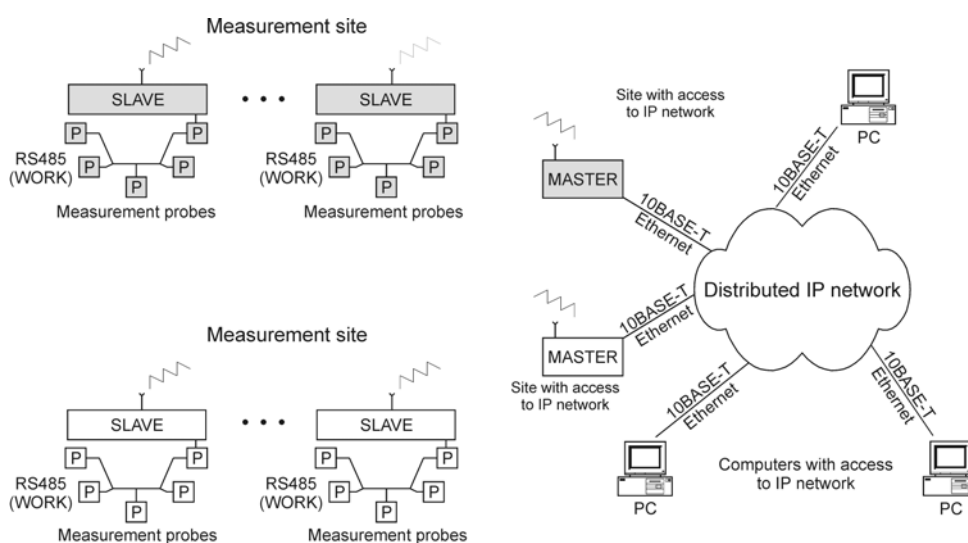 Measurement site
SLAVE
SLAVE
P
P
P
P
P
RS485
(WORK)
Measurement probes
P
P
P
P
P
RS485
(WORK)
Measurement probes
Measurement site
SLAVE
SLAVE
P
P
P
P
P
RS485
(WORK)
Measurement probes
P
P
P
P
P
RS485
(WORK)
Measurement probes
Site with access
to IP network
MASTER
10BASE-T
Ethernet
PC
10BASE-T
Ethernet
Distributed IP network
MASTER
10BASE-T
Ethernet
Site with access
to IP network
10BASE-T
Ethernet
PC
10BASE-T
Ethernet
PC
Computers with access
to IP network